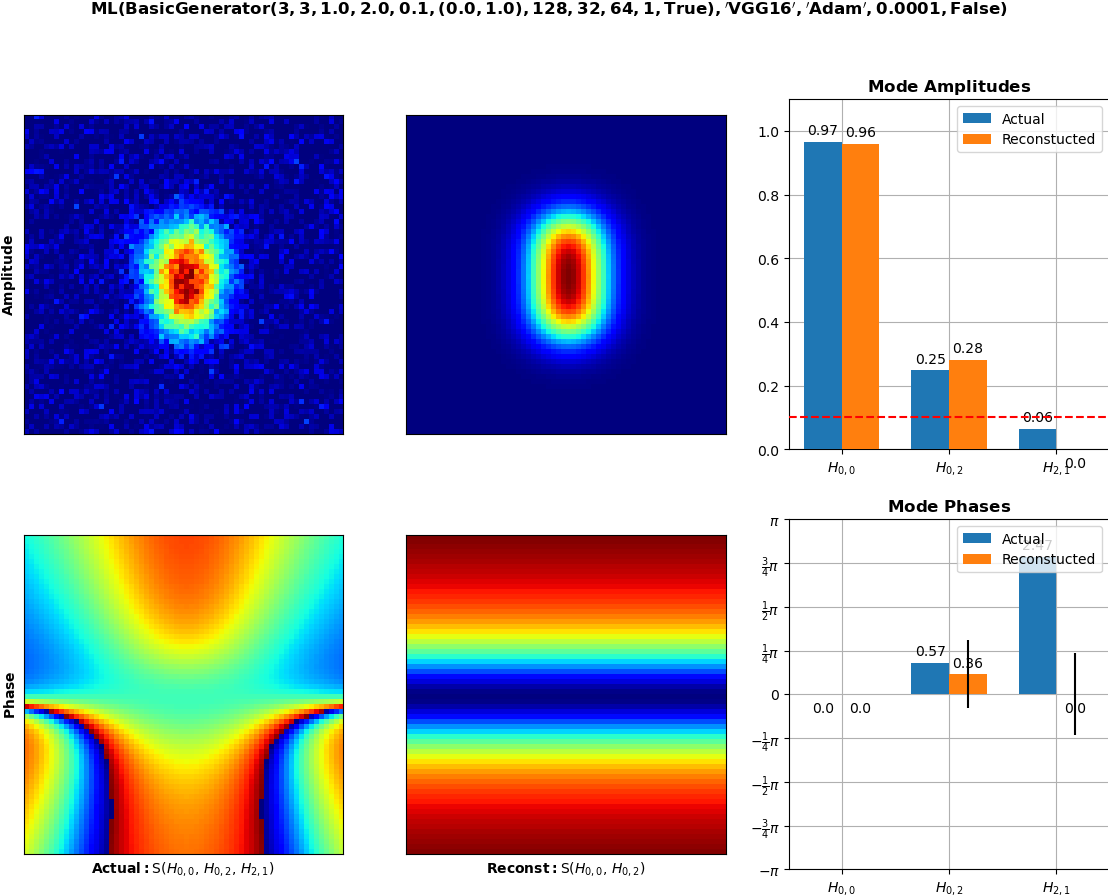 ML(BasicGenerator(3, 3, 1.0, 2.0, 0.1, (0.0, 1.0), 128, 32, 64, 1, True), ′VGG16′, ′Adam′, 0.0001, False)
Amplitude
Mode Amplitudes
Actual
Reconstucted
1.0
0.8
0.6
0.4
0.2
0.0
0.97
0.96
0.25
0.28
0.06
0.0
H0,0
H0,2
H2,1
Phase
Actual: S(H0,0, H0,2, H2,1)
Reconst: S(H0,0, H0,2)
Mode Phases
Actual
Reconstucted
π
3/4π
1/2π
1/4π
0
−1/4π
−1/2π
−3/4π
−π
0.0
0.0
0.57
0.36
2.47
0.0
H0,0
H0,2
H2,1